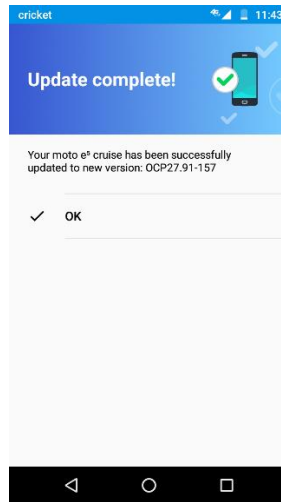 cricket 4G 11:43
Update complete!
Your moto e⁵ cruise has been successfully
updated to new version: OCP27.91-157
OK